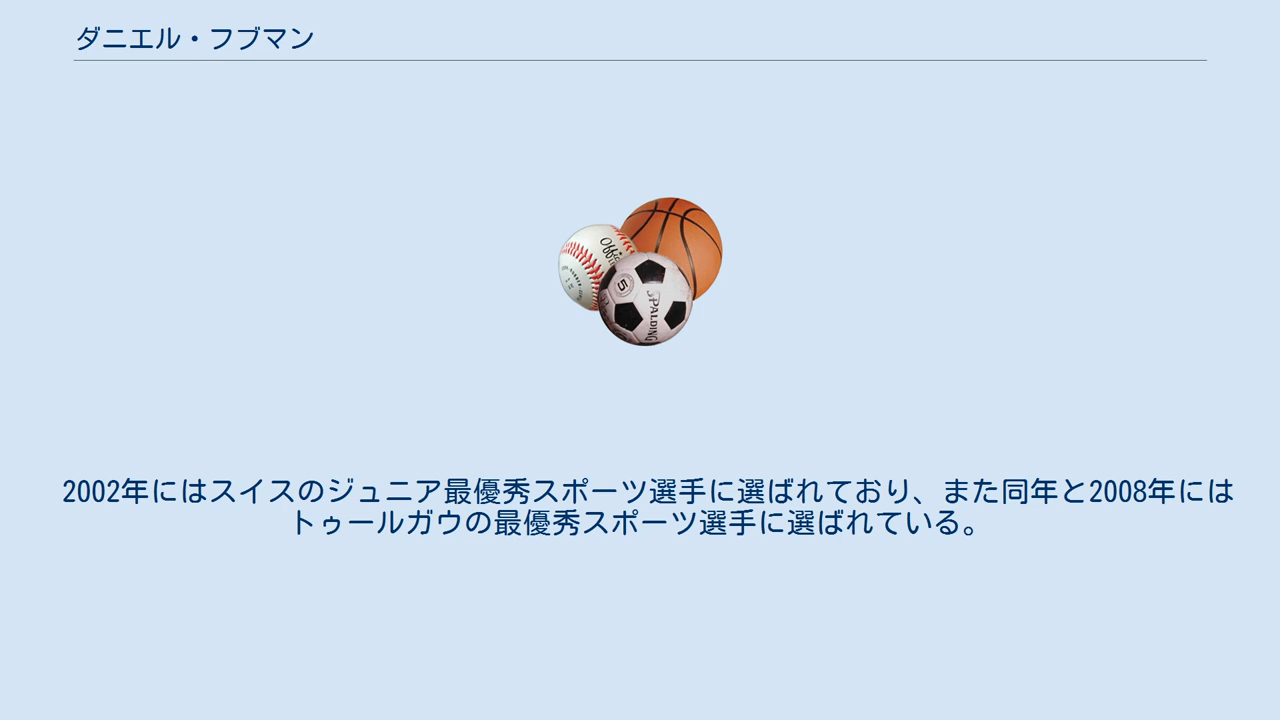 ダニエル・フブマン
Offic
5
SPALDING
2002年にはスイスのジュニア最優秀スポーツ選手に選ばれており、また同年と2008年には
トゥールガウの最優秀スポーツ選手に選ばれている。